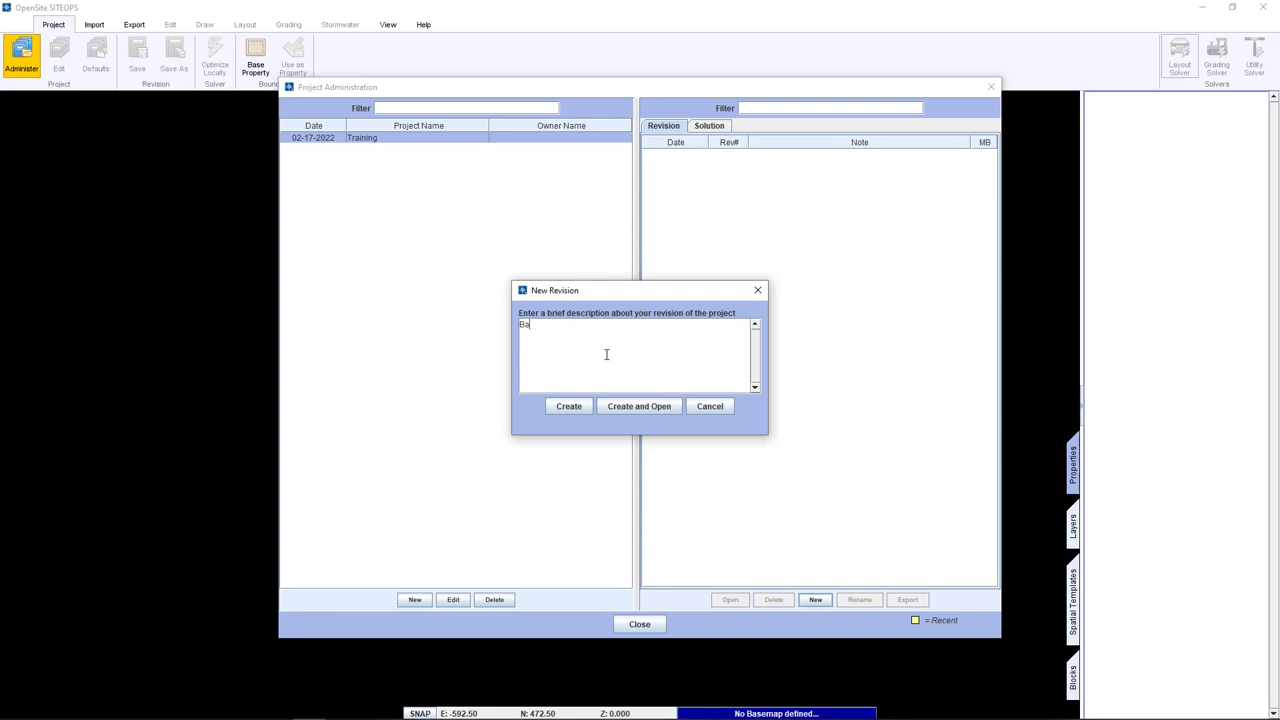 OpenSite SITEOPS
Project Import Export Edit Draw Layout Grading Stormwater View Help
Administer Edit Defaults Save Save As Optimize Locally Base Property Use as Property Layout Solver Grading Solver Utility Solver
Project Revision Solver Boun Solvers
Project Administration
Filter Filter
Date Project Name Owner Name Revision Solution
02-17-2022 Training Date Rev# Note MB
New Revision
Enter a brief description about your revision of the project
Ba
Create Create and Open Cancel
Properties
Layers
Spatial Templates
Blocks
New Edit Delete Open Delete New Rename Export
Close = Recent
SNAP E: -592.50 N: 472.50 Z: 0.000 No Basemap defined...